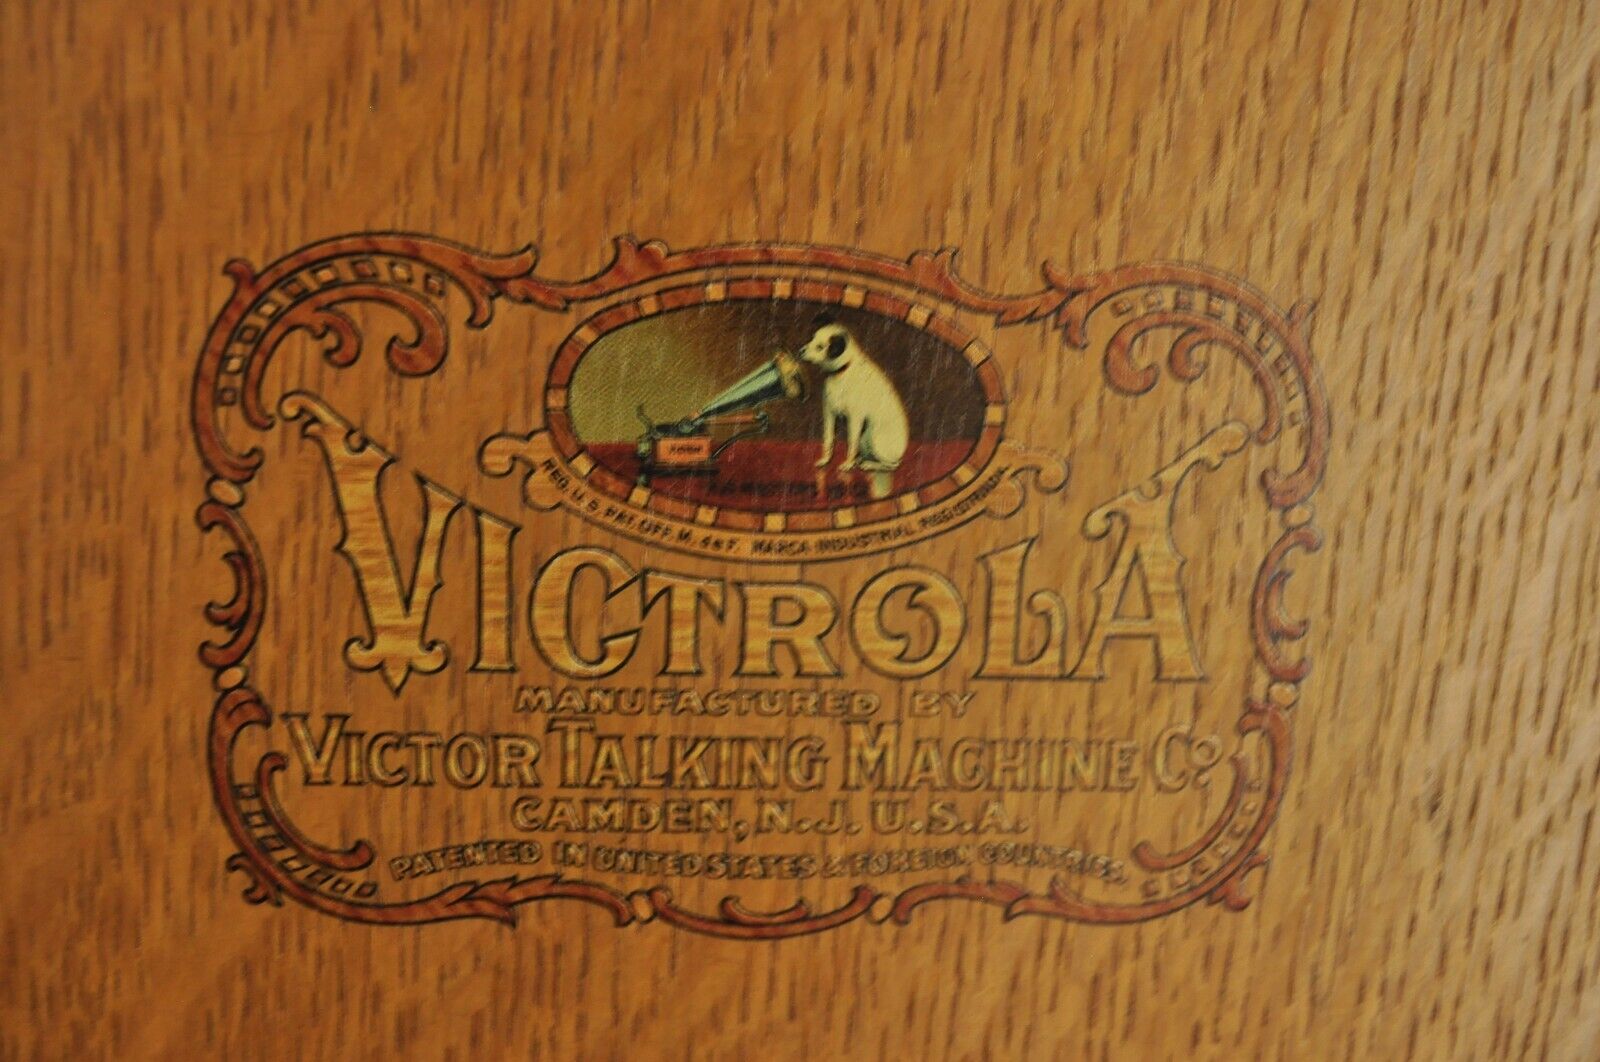 REG. U.S. PAT. OFF. M. de F. MARCA INDUSTRIAL REGISTRADA.
VICTROLA
MANUFACTURED BY
VICTOR TALKING MACHINE Co.
CAMDEN, N.J. U.S.A.
PATENTED IN UNITED STATES & FOREIGN COUNTRIES.